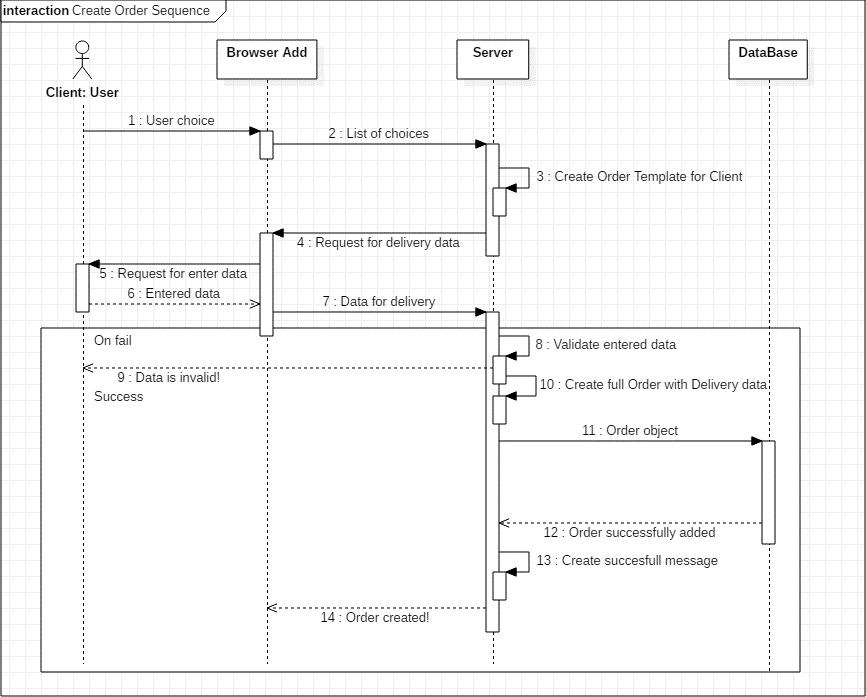 interaction Create Order Sequence
Browser Add
Server
DataBase
Client: User
1 : User choice
2 : List of choices
3 : Create Order Template for Client
4 : Request for delivery data
5 : Request for enter data
6 : Entered data
7 : Data for delivery
On fail
8 : Validate entered data
9 : Data is invalid!
10 : Create full Order with Delivery data
Success
11 : Order object
12 : Order successfully added
13 : Create succesfull message
14 : Order created!